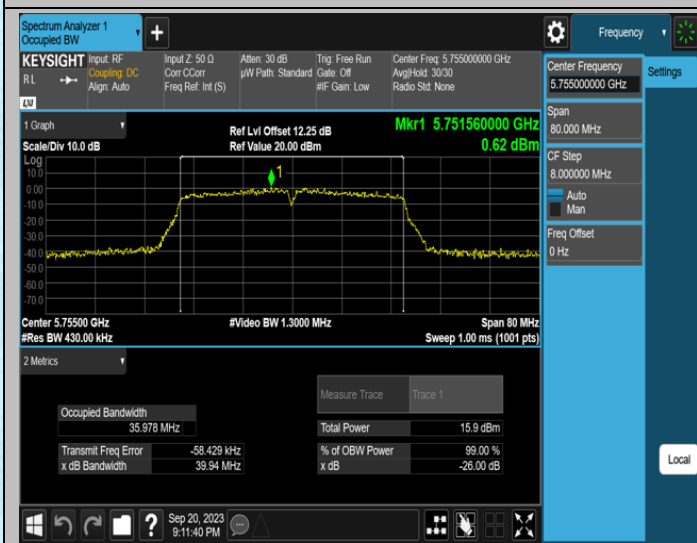 Spectrum Analyzer 1
Occupied BW
Frequency
KEYSIGHT
R L
LXI
Input: RF
Coupling: DC
Align: Auto
Input Z: 50 Ω
Corr CCorr
Freq Ref: Int (S)
Atten: 30 dB
µW Path: Standard
Trig: Free Run
Gate: Off
#IF Gain: Low
Center Freq: 5.755000000 GHz
Avg|Hold: 30/30
Radio Std: None
Center Frequency
5.755000000 GHz
Settings
Span
80.000 MHz
CF Step
8.000000 MHz
Auto
Man
Freq Offset
0 Hz
Local
1 Graph
Scale/Div 10.0 dB
Ref Lvl Offset 12.25 dB
Ref Value 20.00 dBm
Mkr1 5.751560000 GHz
0.62 dBm
Log
10.0
0.00
-10.0
-20.0
-30.0
-40.0
-50.0
-60.0
-70.0
1
Center 5.75500 GHz
#Res BW 430.00 kHz
#Video BW 1.3000 MHz
Span 80 MHz
Sweep 1.00 ms (1001 pts)
2 Metrics
Measure Trace Trace 1
Occupied Bandwidth
35.978 MHz
Total Power 15.9 dBm
Transmit Freq Error -58.429 kHz
% of OBW Power 99.00 %
x dB Bandwidth 39.94 MHz
x dB -26.00 dB
Sep 20, 2023
9:11:40 PM